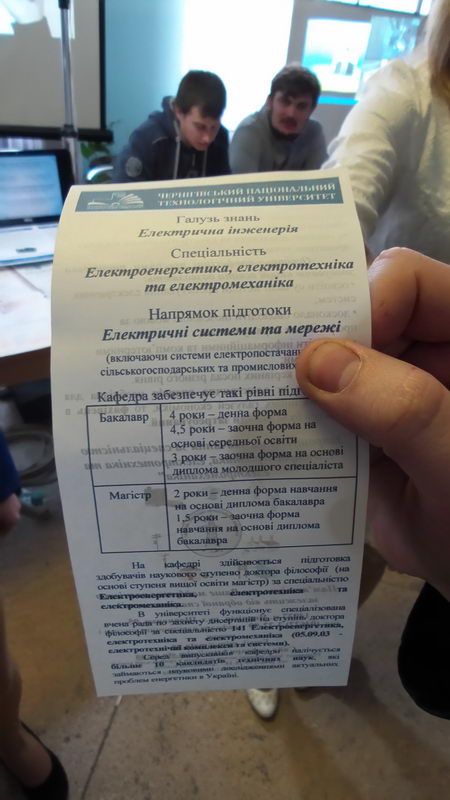 ЧЕРНІГІВСЬКИЙ НАЦІОНАЛЬНИЙ
ТЕХНОЛОГІЧНИЙ УНІВЕРСИТЕТ
Галузь знань
Електрична інженерія
Спеціальність
Електроенергетика, електротехніка
та електромеханіка
Напрямок підготоки
Електричні системи та мережі
(включаючи системи електропостачан
сільськогосподарських та промислових
Кафедра забезпечує такі рівні підг
Бакалавр
4 роки – денна форма
4,5 роки – заочна форма на
основі середньої освіти
3 роки – заочна форма на основі
диплома молодшого спеціаліста
Магістр
2 роки – денна форма навчання
на основі диплома бакалавра
1,5 роки – заочна форма
навчання на основі диплома
бакалавра
На кафедрі здійснюється підготовка
здобувачів наукового ступеню доктора філософії (на
основі ступеня вищої освіти магістр) за спеціальністю
Електроенергетика, електротехніка та
електромеханіка.
В університеті функціонує спеціалізована
вчена рада по захисту дисертацій на ступінь доктора
філософії за спеціальністю 141 Електроенергетика,
електротехніка та електромеханіка (05.09.03 -
електротехнічні комплекси та системи).
Серед випускників кафедри налічується
більше 10 кандидатів технічних наук, які
займаються науковими дослідженнями актуальних
проблем енергетики в Україні.